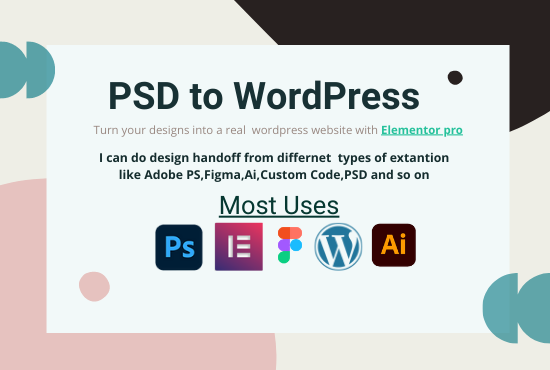 PSD to WordPress
Turn your designs into a real wordpress website with Elementor pro
I can do design handoff from differnet types of extantion
like Adobe PS,Figma,Ai,Custom Code,PSD and so on
Most Uses
Ps
Ai